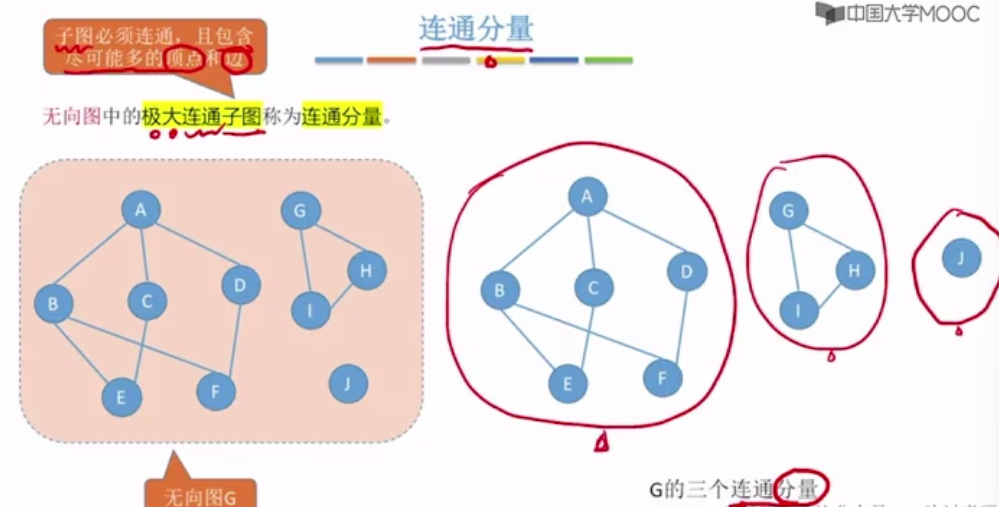 中国大学MOOC
连通分量
子图必须连通，且包含
尽可能多的顶点和边
无向图中的极大连通子图称为连通分量。
A
G
B
C
D
H
I
E
F
J
A
B
C
D
E
F
G
H
I
J
无向图G
G的三个连通分量